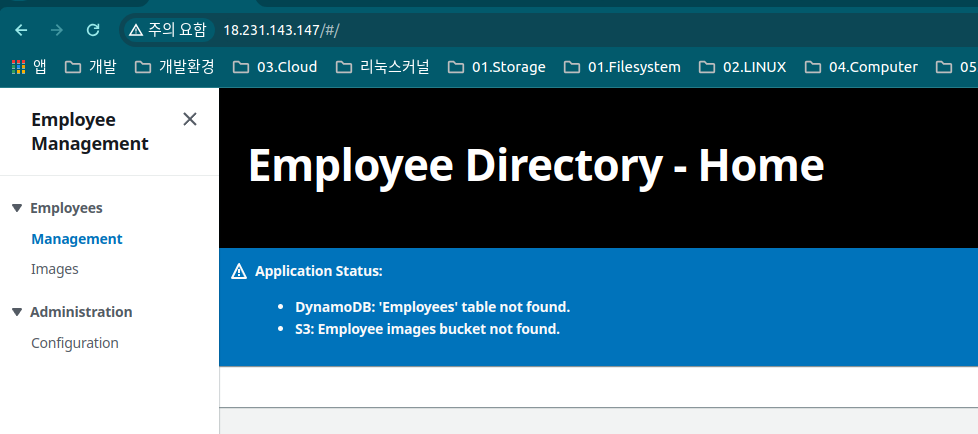 주의 요함 18.231.143.147/#/
앱 개발 개발환경 03.Cloud 리눅스커널 01.Storage 01.Filesystem 02.LINUX 04.Computer 05
Employee Management
Employee Directory - Home
Employees
Management
Images
Administration
Configuration
Application Status:
• DynamoDB: 'Employees' table not found.
• S3: Employee images bucket not found.